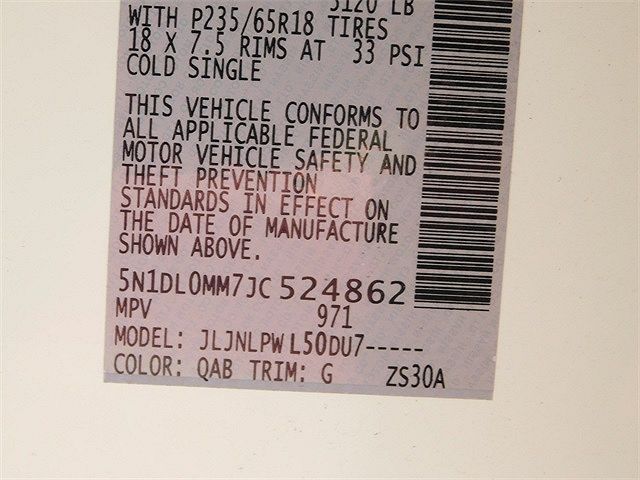 3120 LB
WITH P235/65R18 TIRES
18 X 7.5 RIMS AT 33 PSI
COLD SINGLE
THIS VEHICLE CONFORMS TO
ALL APPLICABLE FEDERAL
MOTOR VEHICLE SAFETY AND
THEFT PREVENTION
STANDARDS IN EFFECT ON
THE DATE OF MANUFACTURE
SHOWN ABOVE.
5N1DL0MM7JC524862
MPV 971
MODEL: JLJNLPWL50DU7-----
COLOR: QAB TRIM: G ZS30A